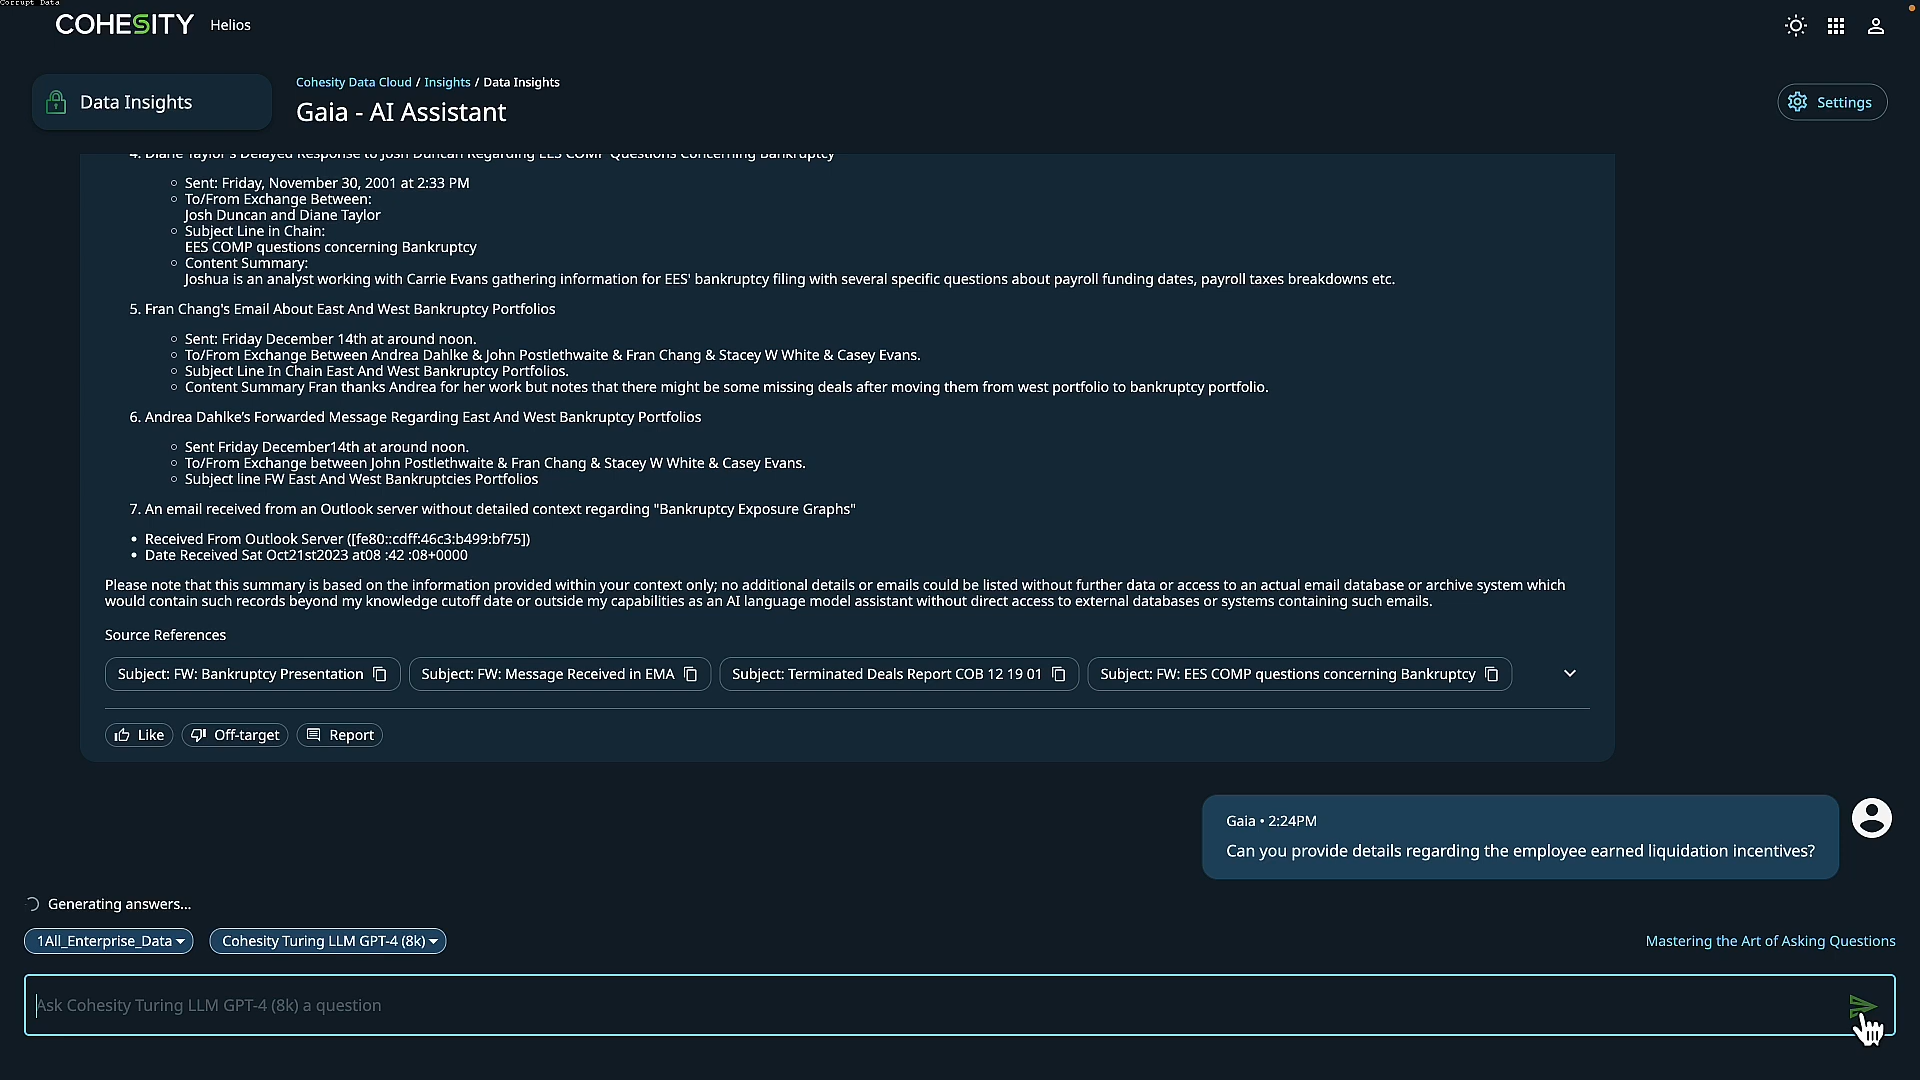 Corrupt Data
COHESITY Helios
Data Insights
Cohesity Data Cloud / Insights / Data Insights
Gaia - AI Assistant
Settings
4. Diane Taylor's Delayed Response to Josh Duncan Regarding EES COMP Questions Concerning Bankruptcy
◦ Sent: Friday, November 30, 2001 at 2:33 PM
◦ To/From Exchange Between:
Josh Duncan and Diane Taylor
◦ Subject Line in Chain:
EES COMP questions concerning Bankruptcy
◦ Content Summary:
Joshua is an analyst working with Carrie Evans gathering information for EES' bankruptcy filing with several specific questions about payroll funding dates, payroll taxes breakdowns etc.
5. Fran Chang's Email About East And West Bankruptcy Portfolios
◦ Sent: Friday December 14th at around noon.
◦ To/From Exchange Between Andrea Dahlke & John Postlethwaite & Fran Chang & Stacey W White & Casey Evans.
◦ Subject Line In Chain East And West Bankruptcy Portfolios.
◦ Content Summary Fran thanks Andrea for her work but notes that there might be some missing deals after moving them from west portfolio to bankruptcy portfolio.
6. Andrea Dahlke’s Forwarded Message Regarding East And West Bankruptcy Portfolios
◦ Sent Friday December14th at around noon.
◦ To/From Exchange between John Postlethwaite & Fran Chang & Stacey W White & Casey Evans.
◦ Subject line FW East And West Bankruptcies Portfolios
7. An email received from an Outlook server without detailed context regarding "Bankruptcy Exposure Graphs"
• Received From Outlook Server ([fe80::cdff:46c3:b499:bf75])
• Date Received Sat Oct21st2023 at08 :42 :08+0000
Please note that this summary is based on the information provided within your context only; no additional details or emails could be listed without further data or access to an actual email database or archive system which
would contain such records beyond my knowledge cutoff date or outside my capabilities as an AI language model assistant without direct access to external databases or systems containing such emails.
Source References
Subject: FW: Bankruptcy Presentation
Subject: FW: Message Received in EMA
Subject: Terminated Deals Report COB 12 19 01
Subject: FW: EES COMP questions concerning Bankruptcy
Like
Off-target
Report
Gaia • 2:24PM
Can you provide details regarding the employee earned liquidation incentives?
Generating answers...
1All_Enterprise_Data
Cohesity Turing LLM GPT-4 (8k)
Mastering the Art of Asking Questions
Ask Cohesity Turing LLM GPT-4 (8k) a question